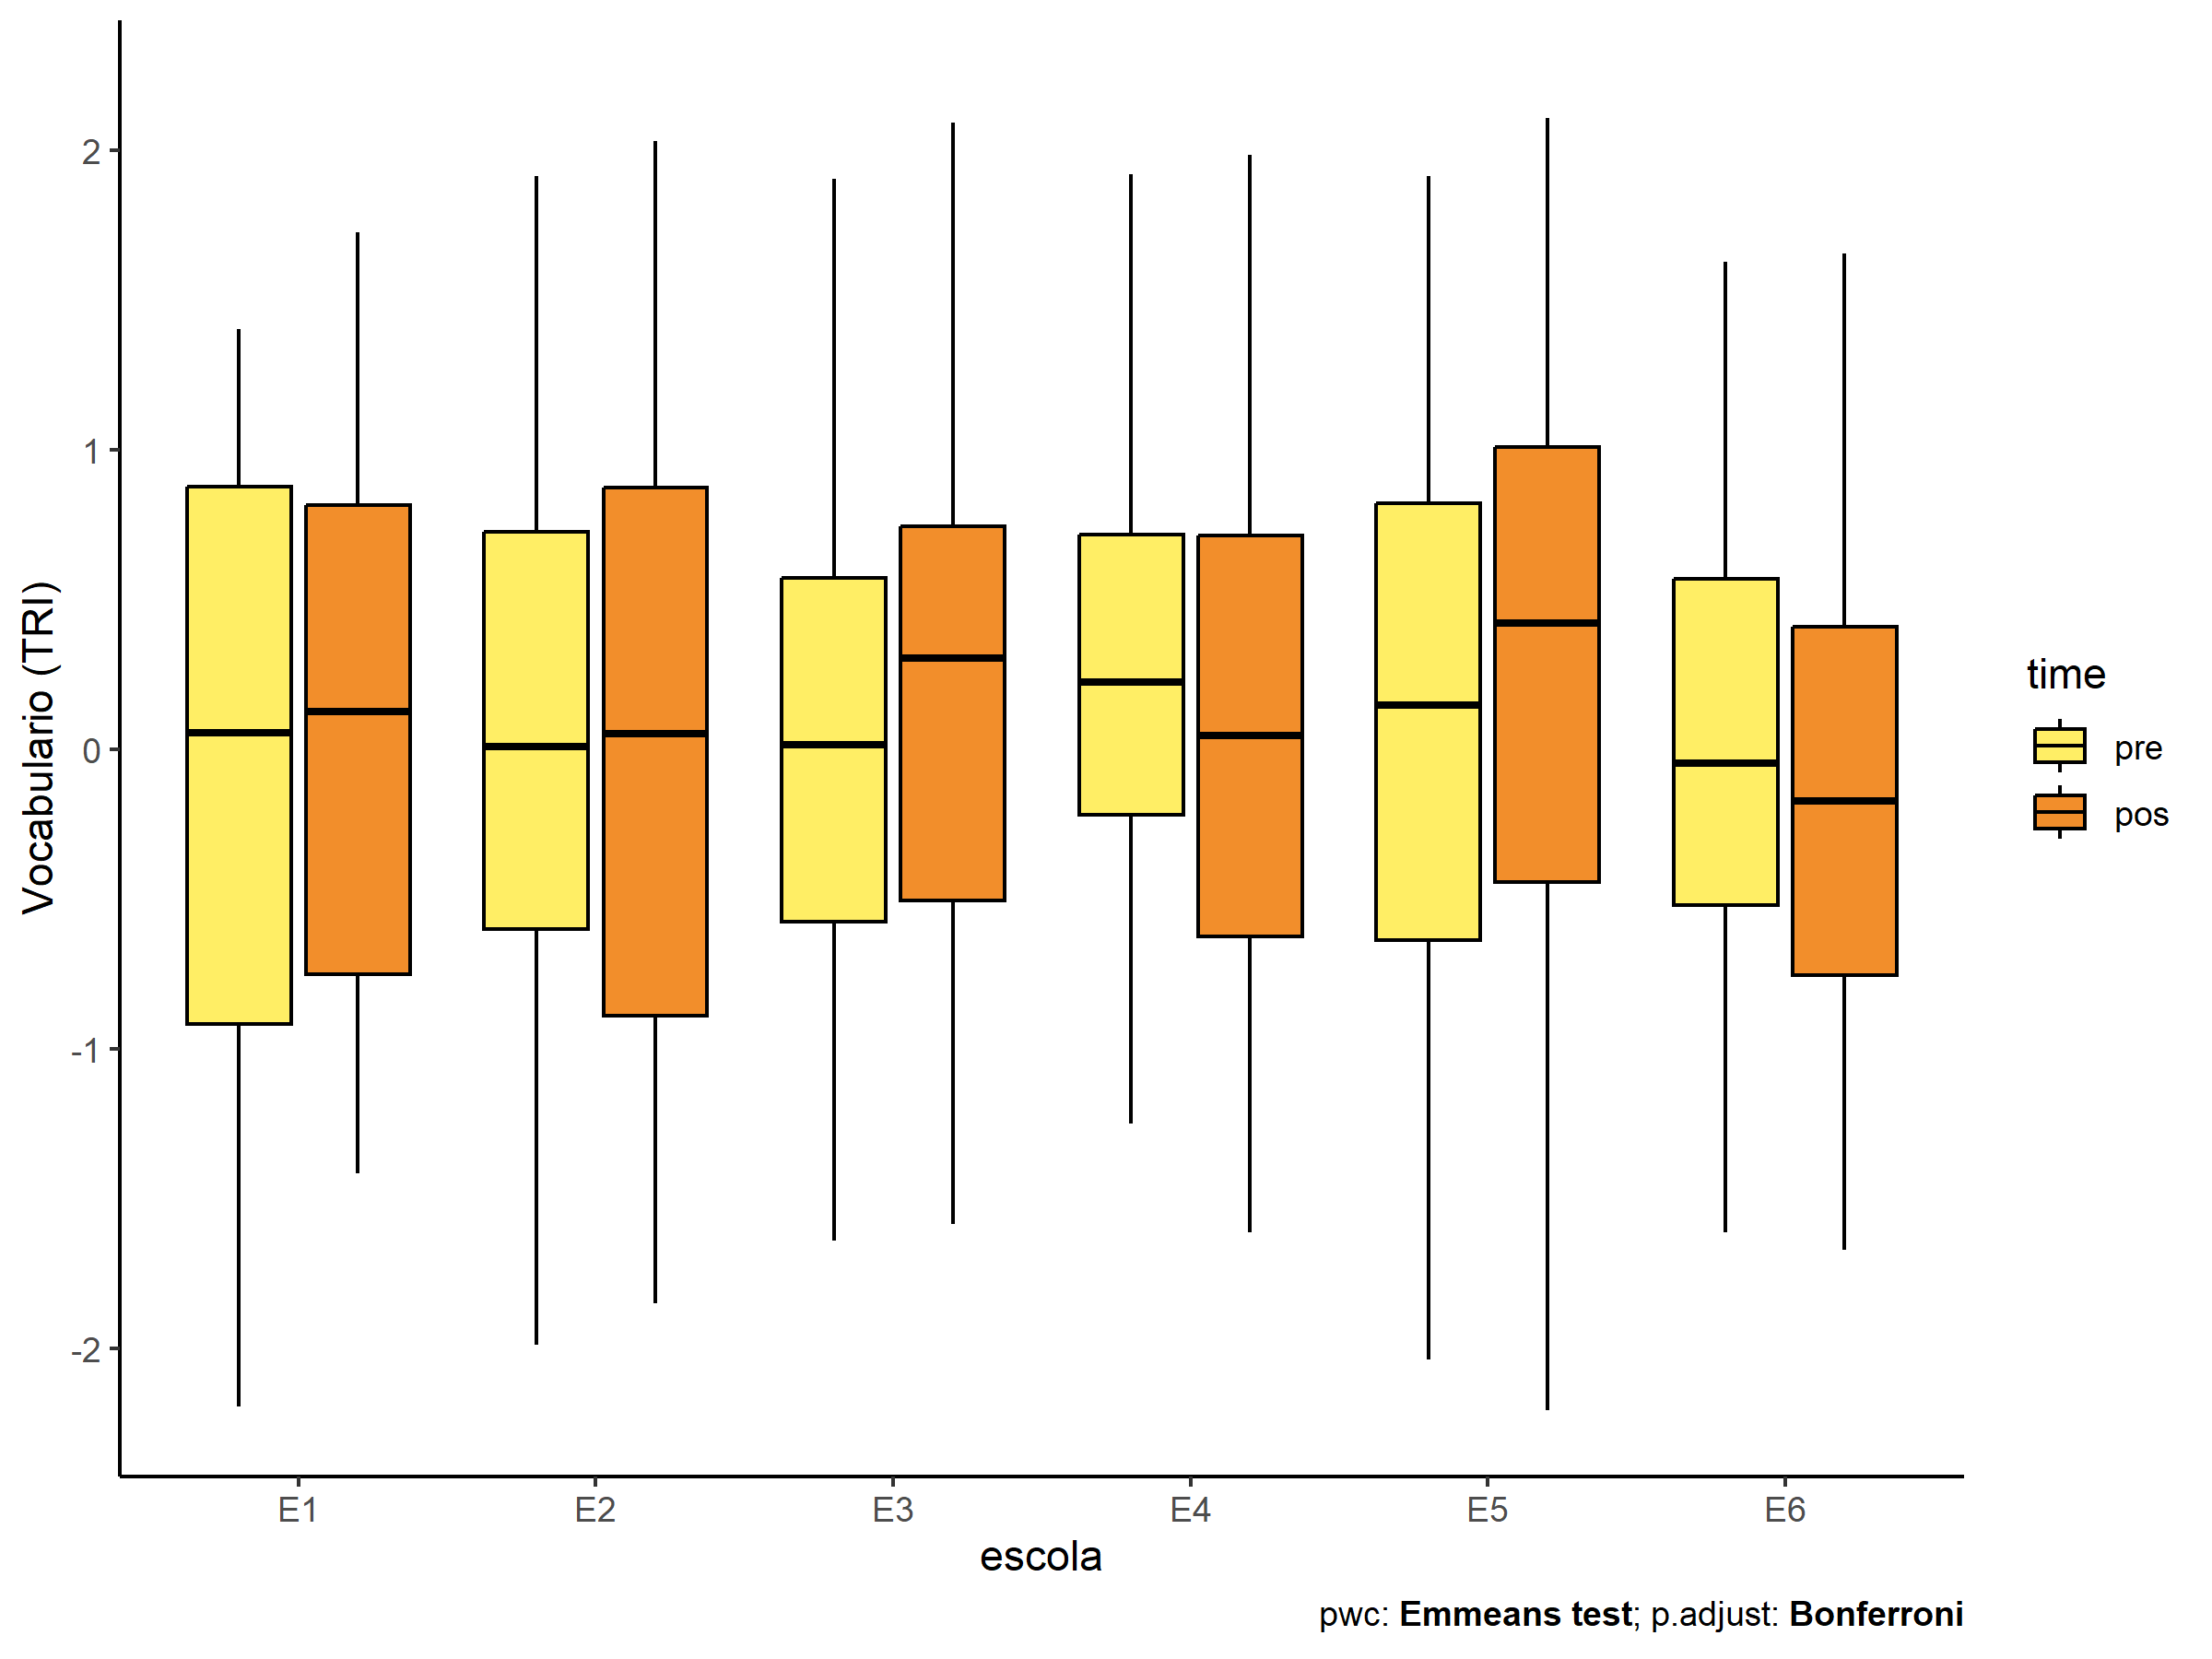 Vocabulario (TRI)
2
1
0
-1
-2
E1 E2 E3 E4 E5 E6
escola
time
pre
pos
pwc: Emmeans test; p.adjust: Bonferroni